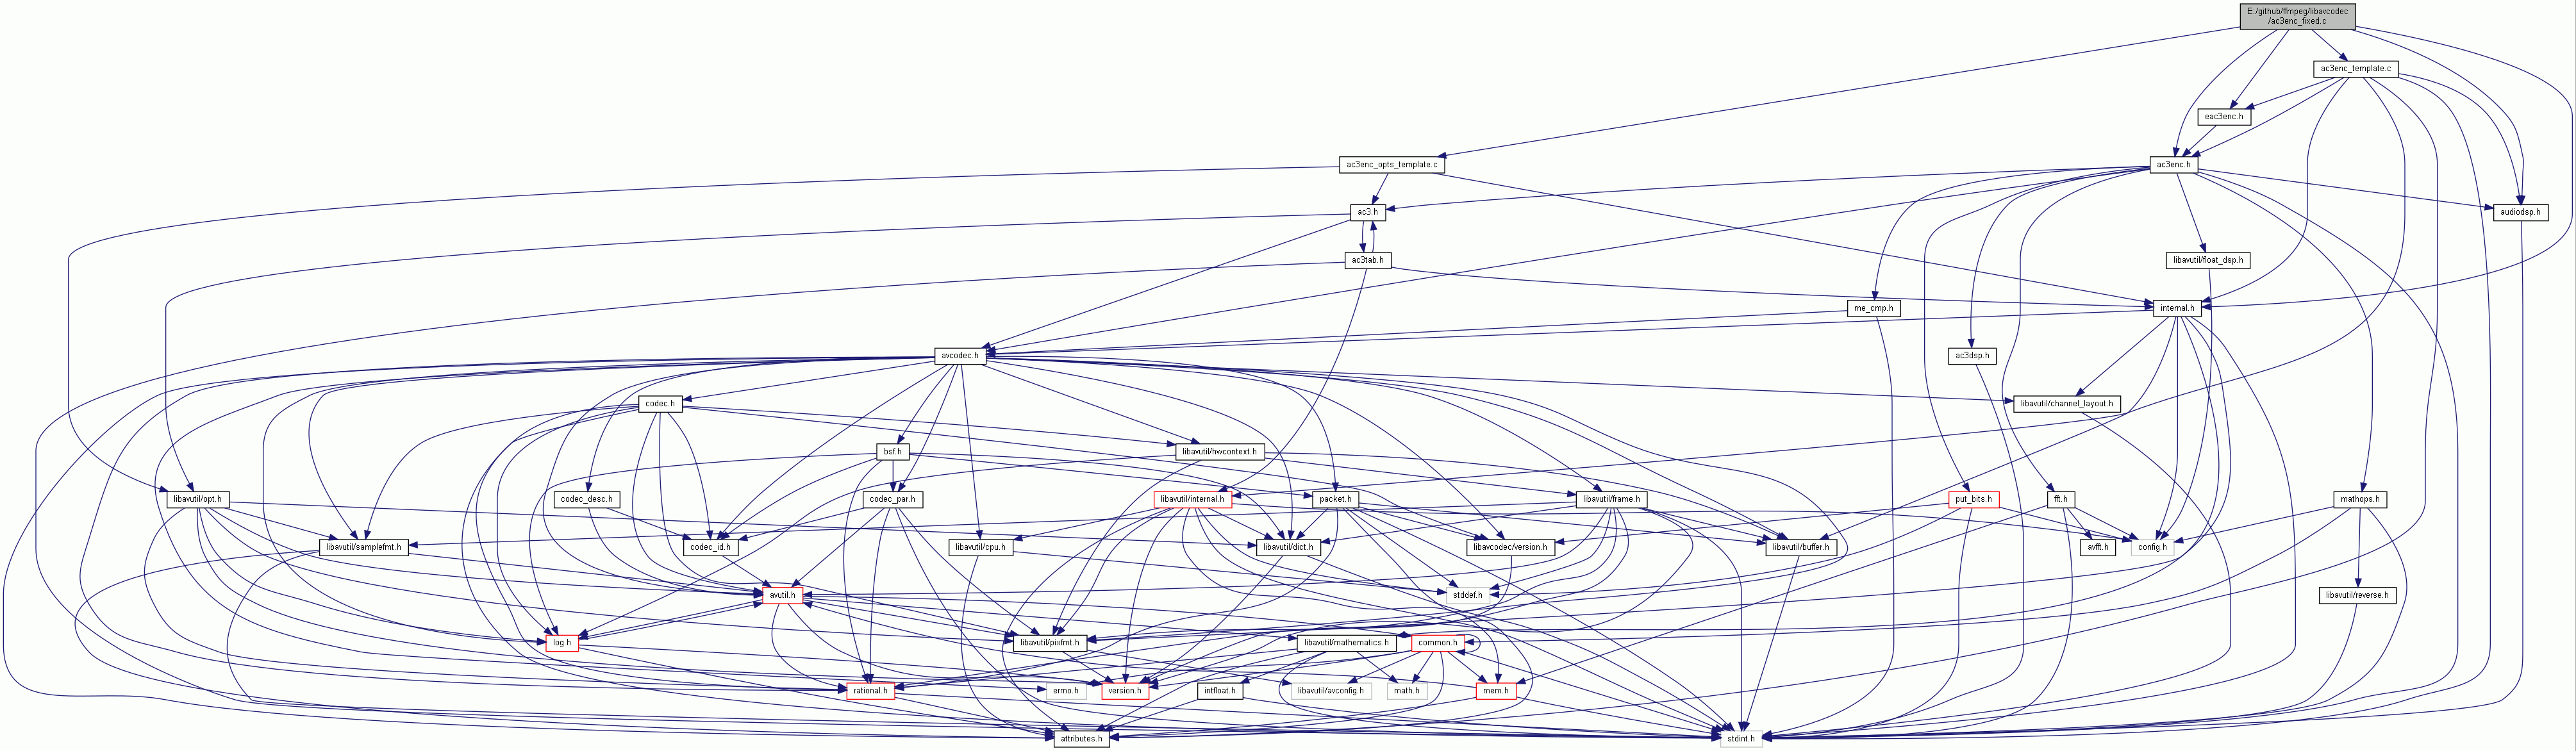 E:/github/ffmpeg/libavcodec
/ac3enc_fixed.c
ac3enc_template.c
eac3enc.h
ac3enc_opts_template.c
ac3enc.h
ac3.h
audiodsp.h
ac3tab.h
libavutil/float_dsp.h
me_cmp.h
internal.h
avcodec.h
ac3dsp.h
codec.h
libavutil/channel_layout.h
bsf.h
libavutil/hwcontext.h
libavutil/opt.h
codec_desc.h
codec_par.h
libavutil/internal.h
packet.h
libavutil/frame.h
put_bits.h
fft.h
mathops.h
libavutil/samplefmt.h
codec_id.h
libavutil/cpu.h
libavutil/dict.h
libavcodec/version.h
libavutil/buffer.h
avfft.h
config.h
avutil.h
stddef.h
libavutil/reverse.h
log.h
libavutil/pixfmt.h
libavutil/mathematics.h
common.h
rational.h
errno.h
version.h
intfloat.h
libavutil/avconfig.h
math.h
mem.h
attributes.h
stdint.h